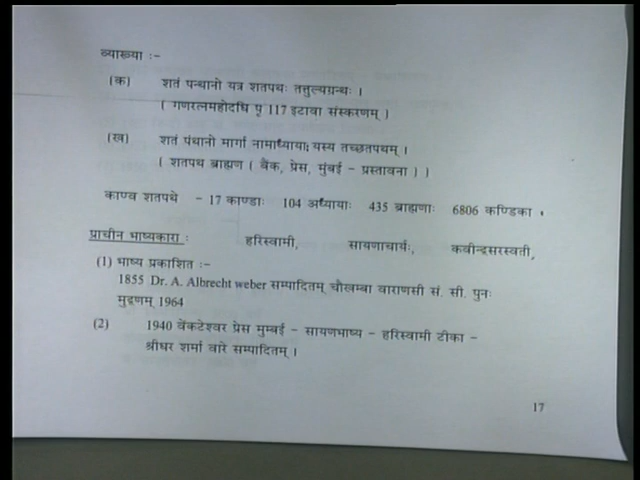 व्याख्या :-
(क) शतं पन्थानो यत्र शतपथः तत्तुल्यग्रन्थः ।
( गणरत्नमहोदधि पृ 117 इटावा संस्करणम् )
(ख) शतं पंथानो मार्गा नामाध्यायाः यस्य तच्छतपथम् ।
( शतपथ ब्राह्मण ( वैंक, प्रेस, मुंबई - प्रस्तावना ) )
काण्व शतपथे - 17 काण्डाः 104 अध्यायाः 435 ब्राह्मणाः 6806 कण्डिका .
प्राचीन भाष्यकारा : हरिस्वामी, सायणाचार्यः, कवीन्द्रसरस्वती,
(1) भाष्य प्रकाशित :-
1855 Dr. A. Albrecht weber सम्पादितम् चौखम्बा वाराणसी सं. सी. पुनः
मुद्रणम् 1964
(2) 1940 वेंकटेश्वर प्रेस मुम्बई - सायणभाष्य - हरिस्वामी टीका -
श्रीधर शर्मा वारे सम्पादितम् ।
17